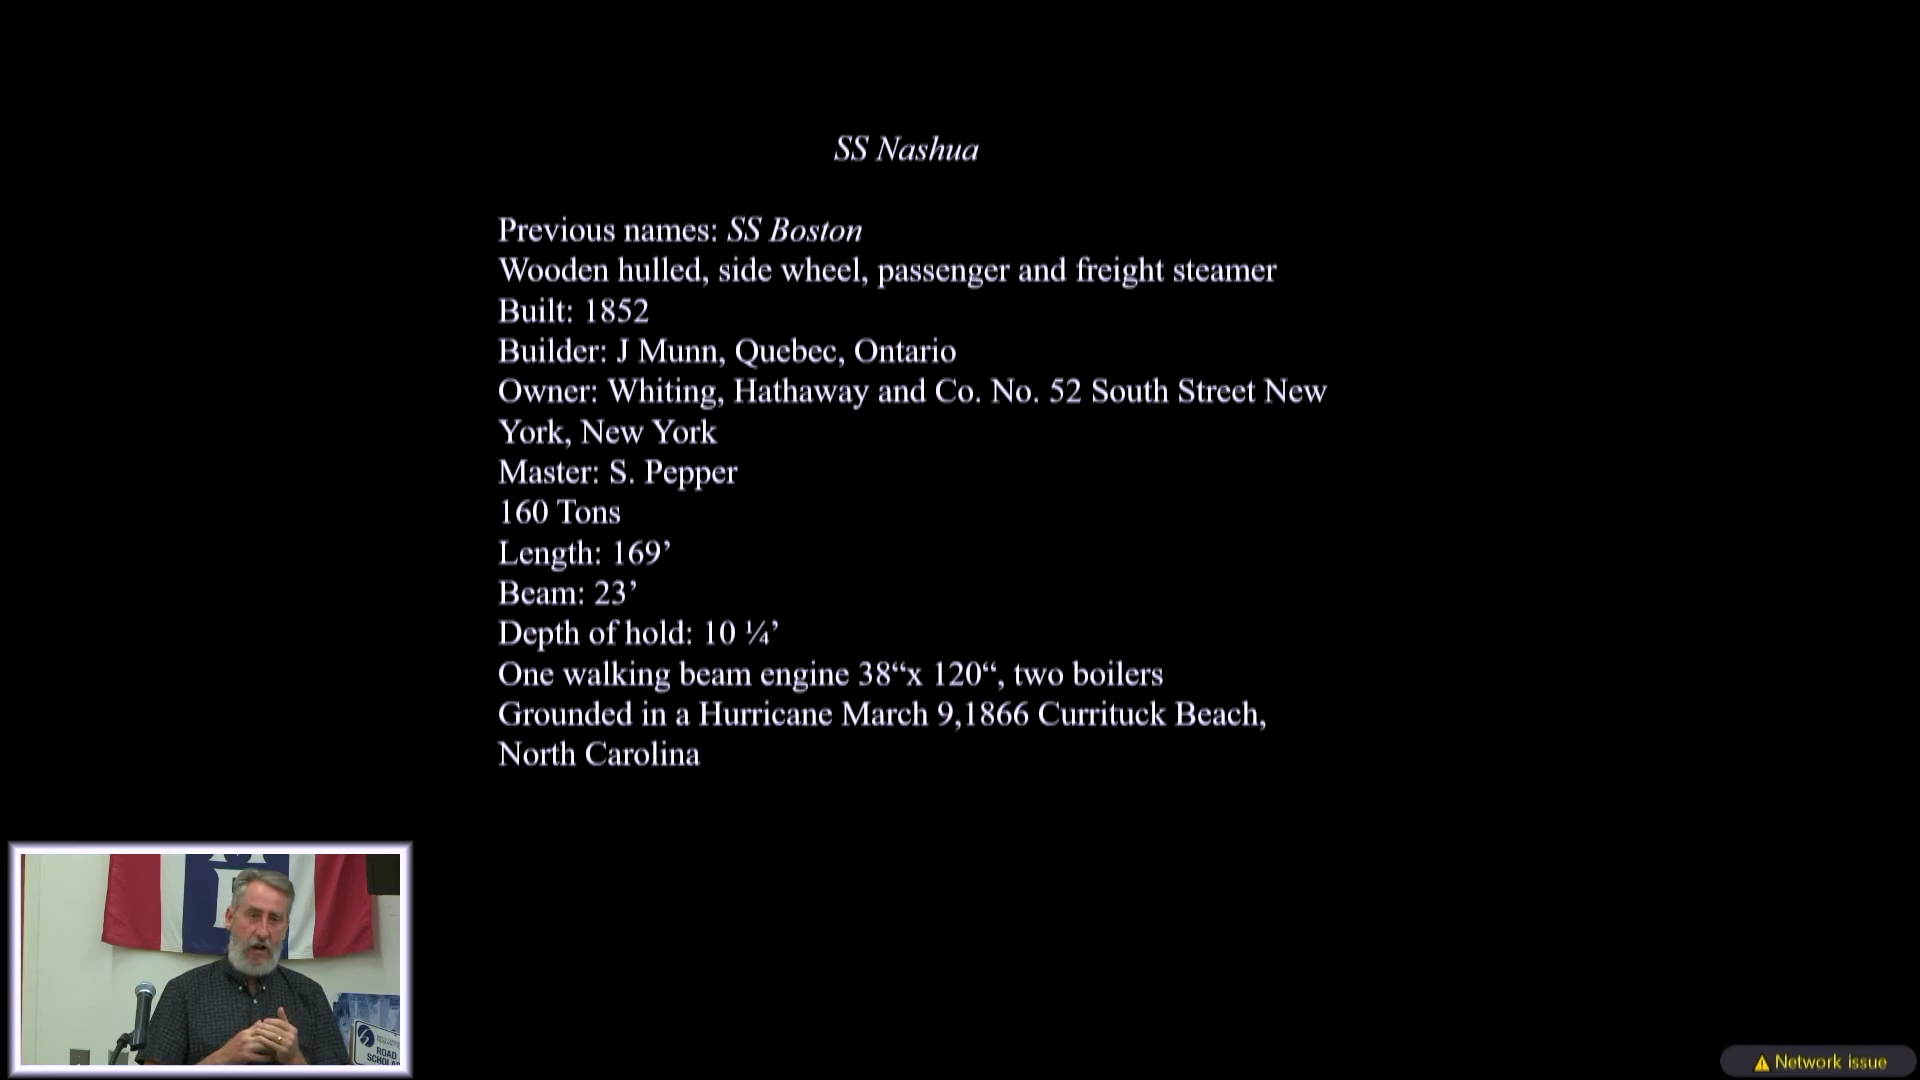 SS Nashua
Previous names: SS Boston
Wooden hulled, side wheel, passenger and freight steamer
Built: 1852
Builder: J Munn, Quebec, Ontario
Owner: Whiting, Hathaway and Co. No. 52 South Street New
York, New York
Master: S. Pepper
160 Tons
Length: 169’
Beam: 23’
Depth of hold: 10 ¼’
One walking beam engine 38“x 120“, two boilers
Grounded in a Hurricane March 9,1866 Currituck Beach,
North Carolina
ROAD
Network issue